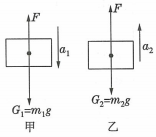 F
F
a₁
a₂
G₁=m₁g
G₂=m₂g
甲
乙